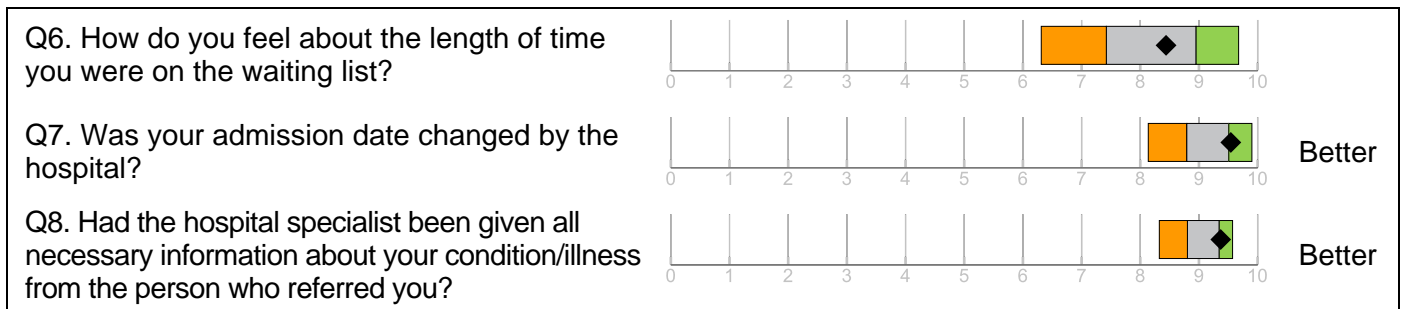 Q6. How do you feel about the length of time
you were on the waiting list?
0 1 2 3 4 5 6 7 8 9 10
Q7. Was your admission date changed by the
hospital?
0 1 2 3 4 5 6 7 8 9 10
Better
Q8. Had the hospital specialist been given all
necessary information about your condition/illness
from the person who referred you?
0 1 2 3 4 5 6 7 8 9 10
Better